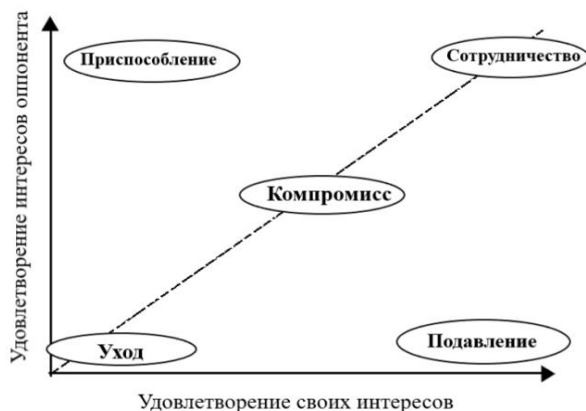 Удовлетворение интересов оппонента
Приспособление
Сотрудничество
Компромисс
Уход
Подавление
Удовлетворение своих интересов